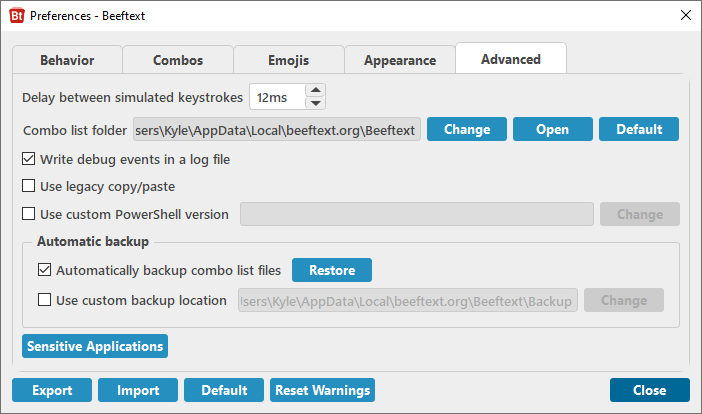 Bt Preferences - Beeftext
Behavior Combos Emojis Appearance Advanced
Delay between simulated keystrokes 12ms
Combo list folder sers\Kyle\AppData\Local\beeftext.org\Beeftext Change Open Default
Write debug events in a log file
Use legacy copy/paste
Use custom PowerShell version Change
Automatic backup
Automatically backup combo list files Restore
Use custom backup location sers\Kyle\AppData\Local\beeftext.org\Beeftext\Backup Change
Sensitive Applications
Export Import Default Reset Warnings Close